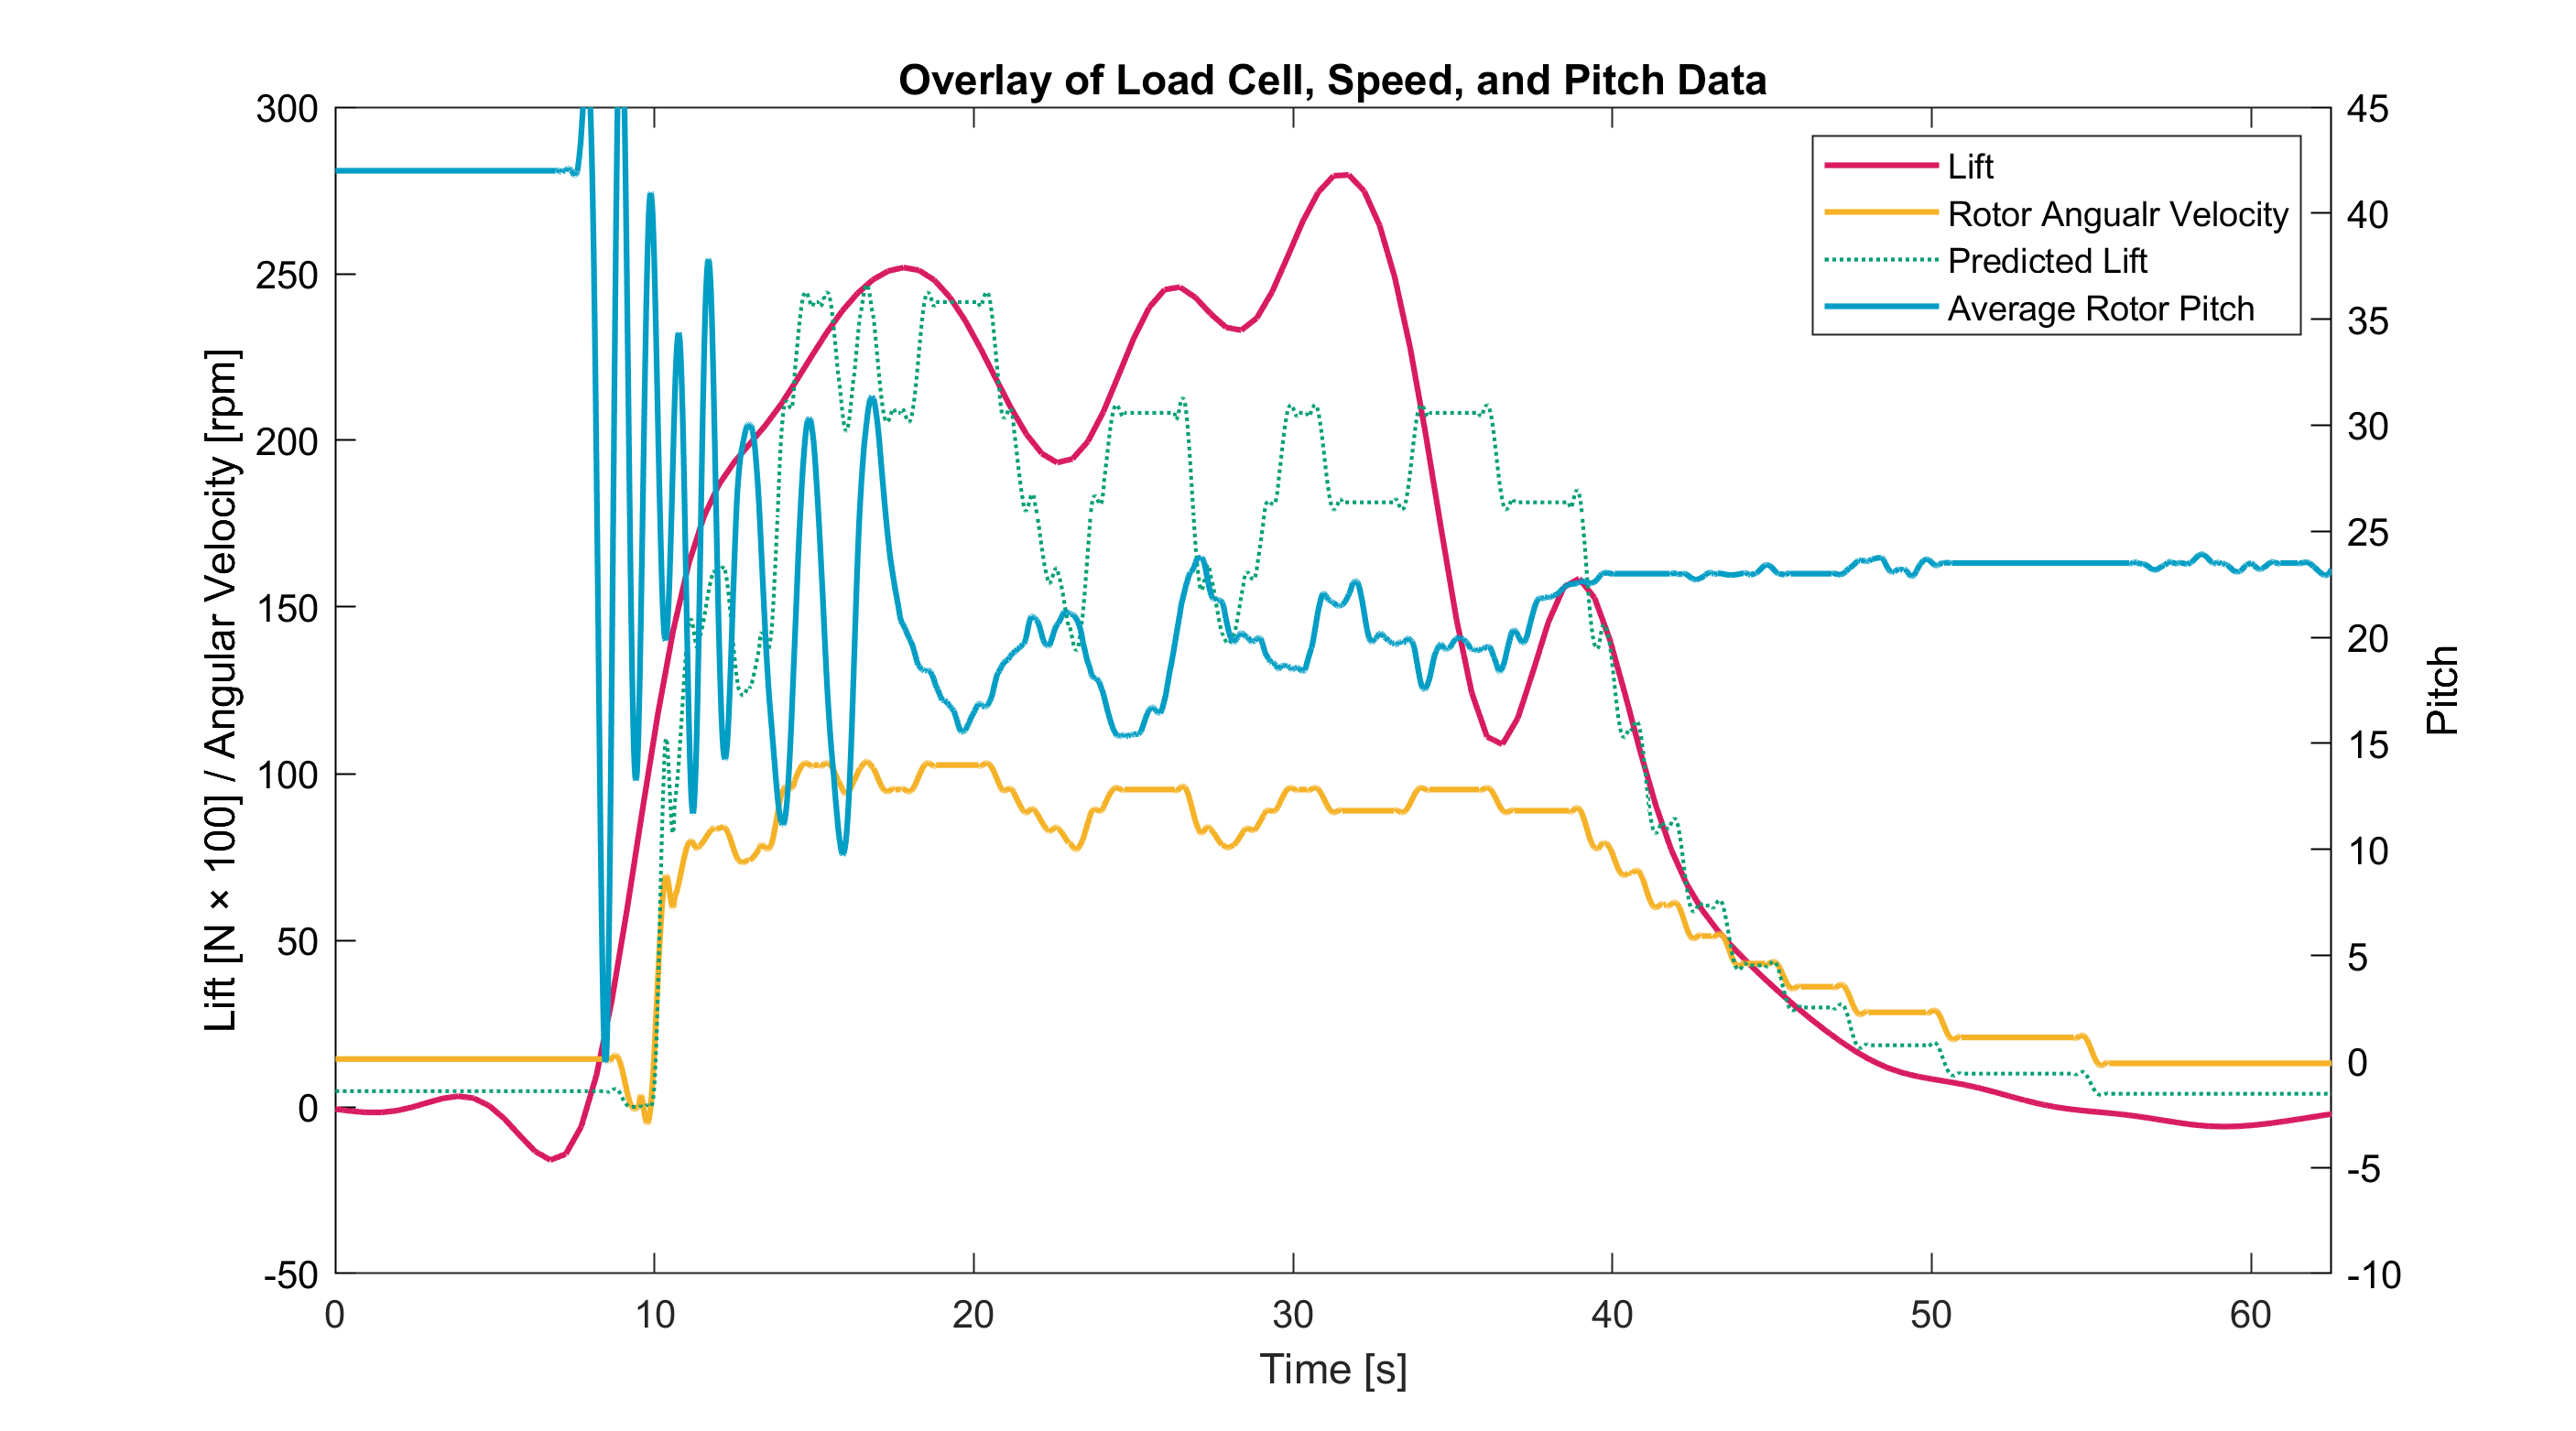 Overlay of Load Cell, Speed, and Pitch Data
300
250
200
150
100
50
0
-50
Lift [N × 100] / Angular Velocity [rpm]
45
40
35
30
25
20
15
10
5
0
-5
-10
Pitch
Lift
Rotor Angualr Velocity
Predicted Lift
Average Rotor Pitch
0 10 20 30 40 50 60
Time [s]